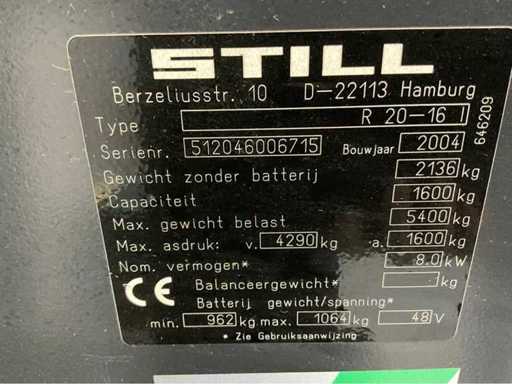 STILL
Berzeliusstr. 10 D-22113 Hamburg
Type R 20-16 I
Serienr. 512046006715 Bouwjaar 2004
Gewicht zonder batterij 2136 kg
Capaciteit 1600 kg
Max. gewicht belast 5400 kg
Max. asdruk: v. 4290 kg a. 1600 kg
Nom. vermogen* 8.0 kW
Balanceergewicht* kg
CE Batterij gewicht/spanning*
min. 962 kg max. 1064 kg 48 V
* Zie Gebruiksaanwijzing
646209